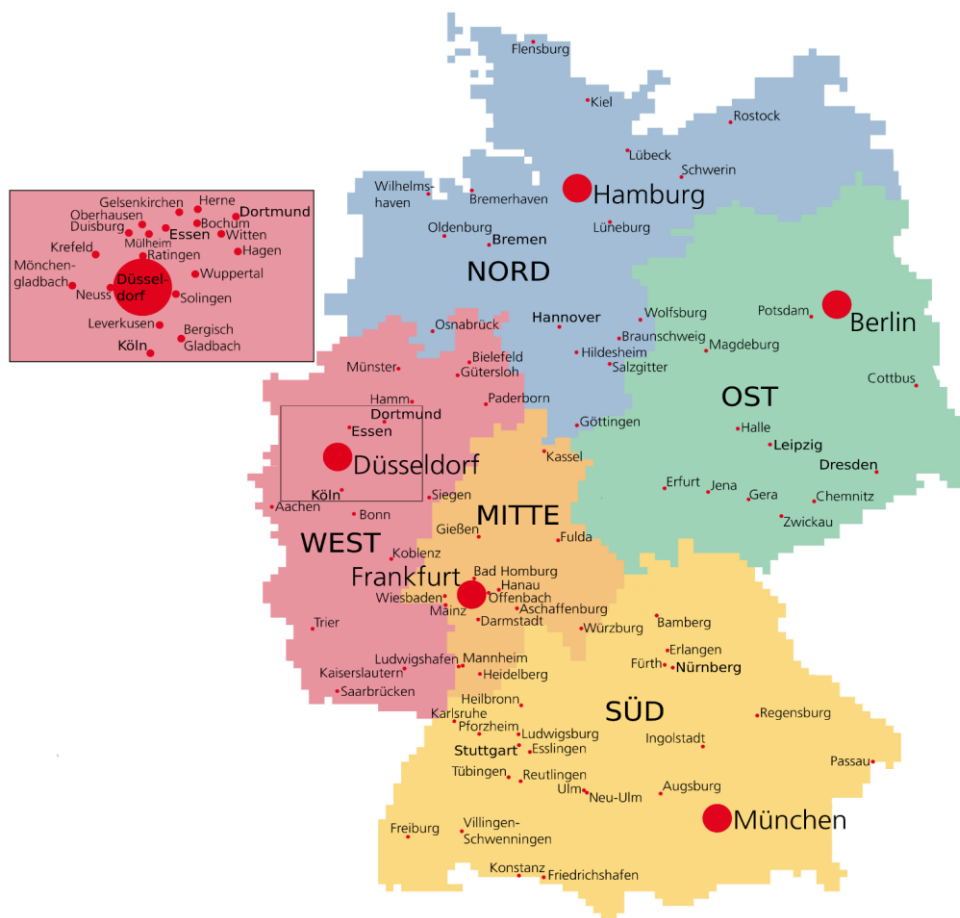 Flensburg
Kiel
Rostock
Lübeck
Schwerin
Wilhelms-
haven
Bremerhaven
Hamburg
Lüneburg
Oldenburg
Bremen
NORD
Hannover
Wolfsburg
Braunschweig
Osnabrück
Hildesheim
Salzgitter
Göttingen
Gelsenkirchen
Herne
Dortmund
Oberhausen
Duisburg
Essen
Bochum
Witten
Mülheim
Krefeld
Ratingen
Hagen
Mönchen-
gladbach
Düssel-
dorf
Wuppertal
Neuss
Solingen
Leverkusen
Bergisch
Gladbach
Köln
Potsdam
Berlin
Magdeburg
Cottbus
OST
Halle
Leipzig
Dresden
Erfurt
Jena
Gera
Chemnitz
Zwickau
Bielefeld
Münster
Gütersloh
Hamm
Paderborn
Dortmund
Essen
Düsseldorf
Köln
Siegen
Aachen
Bonn
WEST
Koblenz
Trier
Ludwigshafen
Kaiserslautern
Saarbrücken
Kassel
MITTE
Gießen
Fulda
Bad Homburg
Frankfurt
Hanau
Wiesbaden
Offenbach
Mainz
Aschaffenburg
Darmstadt
Würzburg
Mannheim
Heidelberg
Bamberg
Erlangen
Fürth
Nürnberg
Heilbronn
SÜD
Karlsruhe
Pforzheim
Ludwigsburg
Regensburg
Stuttgart
Esslingen
Ingolstadt
Passau
Tübingen
Reutlingen
Ulm
Neu-Ulm
Augsburg
München
Freiburg
Villingen-
Schwenningen
Konstanz
Friedrichshafen